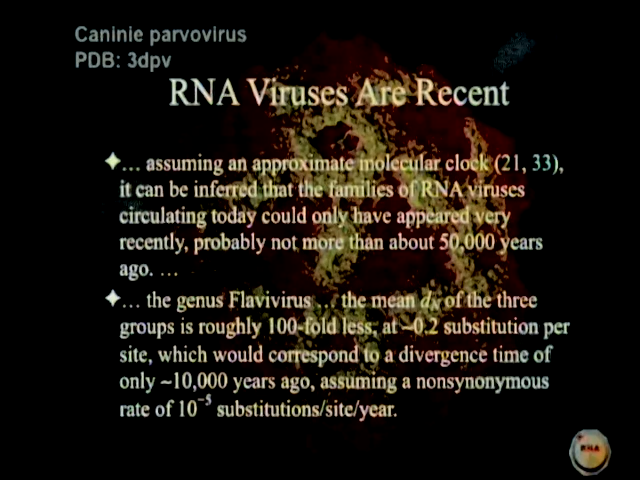 Caninie parvovirus
PDB: 3dpv
RNA Viruses Are Recent
✦... assuming an approximate molecular clock (21, 33),
it can be inferred that the families of RNA viruses
circulating today could only have appeared very
recently, probably not more than about 50,000 years
ago. ...
✦... the genus Flavivirus ... the mean dN of the three
groups is roughly 100-fold less, at ~0.2 substitution per
site, which would correspond to a divergence time of
only ~10,000 years ago, assuming a nonsynonymous
rate of 10⁻⁵ substitutions/site/year.
RNA